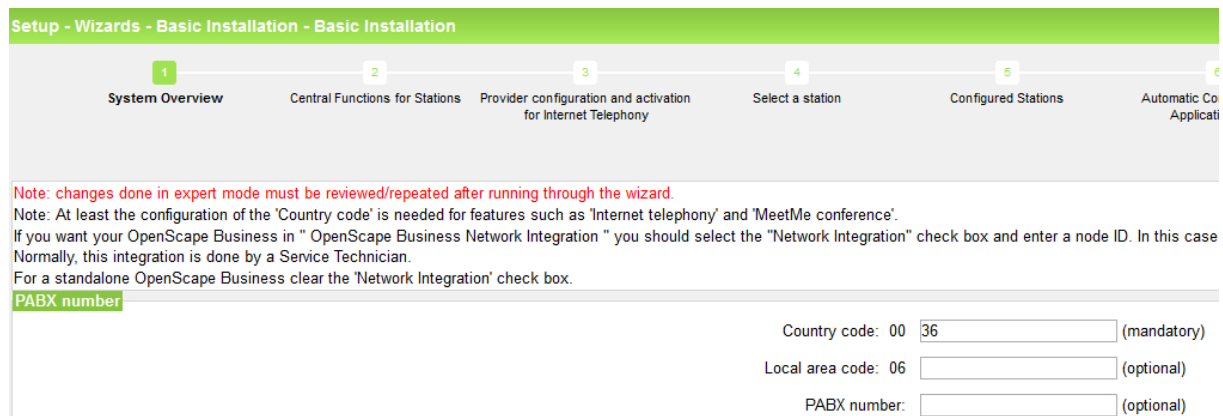 Setup - Wizards - Basic Installation - Basic Installation
1 2 3 4 5
System Overview Central Functions for Stations Provider configuration and activation for Internet Telephony Select a station Configured Stations Automatic
Note: changes done in expert mode must be reviewed/repeated after running through the wizard.
Note: At least the configuration of the 'Country code' is needed for features such as 'Internet telephony' and 'MeetMe conference'.
If you want your OpenScape Business in " OpenScape Business Network Integration " you should select the "Network Integration" check box and enter a node ID. In this case
Normally, this integration is done by a Service Technician.
For a standalone OpenScape Business clear the 'Network Integration' check box.
PABX number
Country code: 00 36 (mandatory)
Local area code: 06 (optional)
PABX number: (optional)